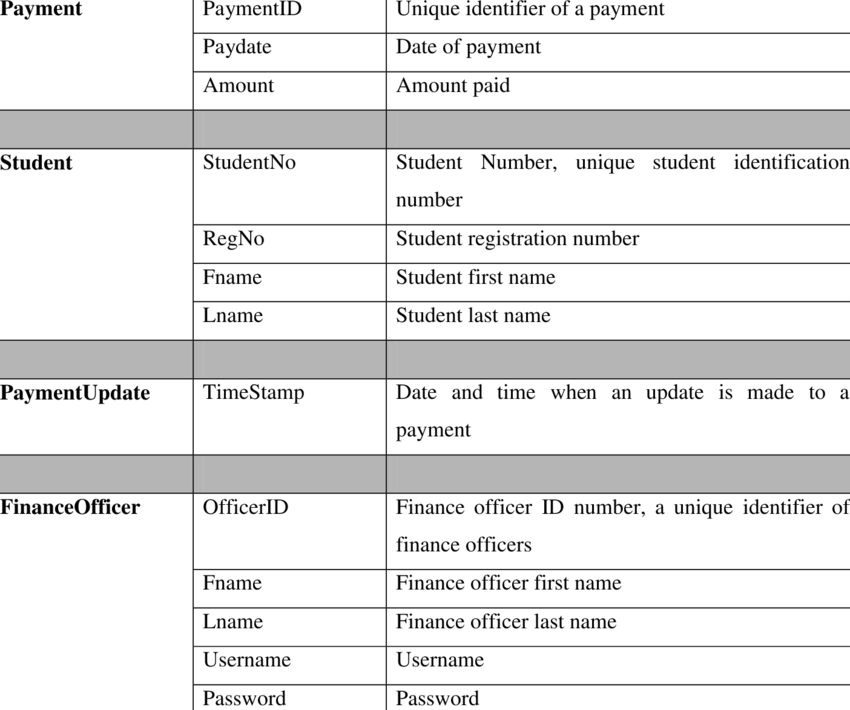 Payment PaymentID Unique identifier of a payment
Paydate Date of payment
Amount Amount paid
Student StudentNo Student Number, unique student identification
number
RegNo Student registration number
Fname Student first name
Lname Student last name
PaymentUpdate TimeStamp Date and time when an update is made to a
payment
FinanceOfficer OfficerID Finance officer ID number, a unique identifier of
finance officers
Fname Finance officer first name
Lname Finance officer last name
Username Username
Password Password